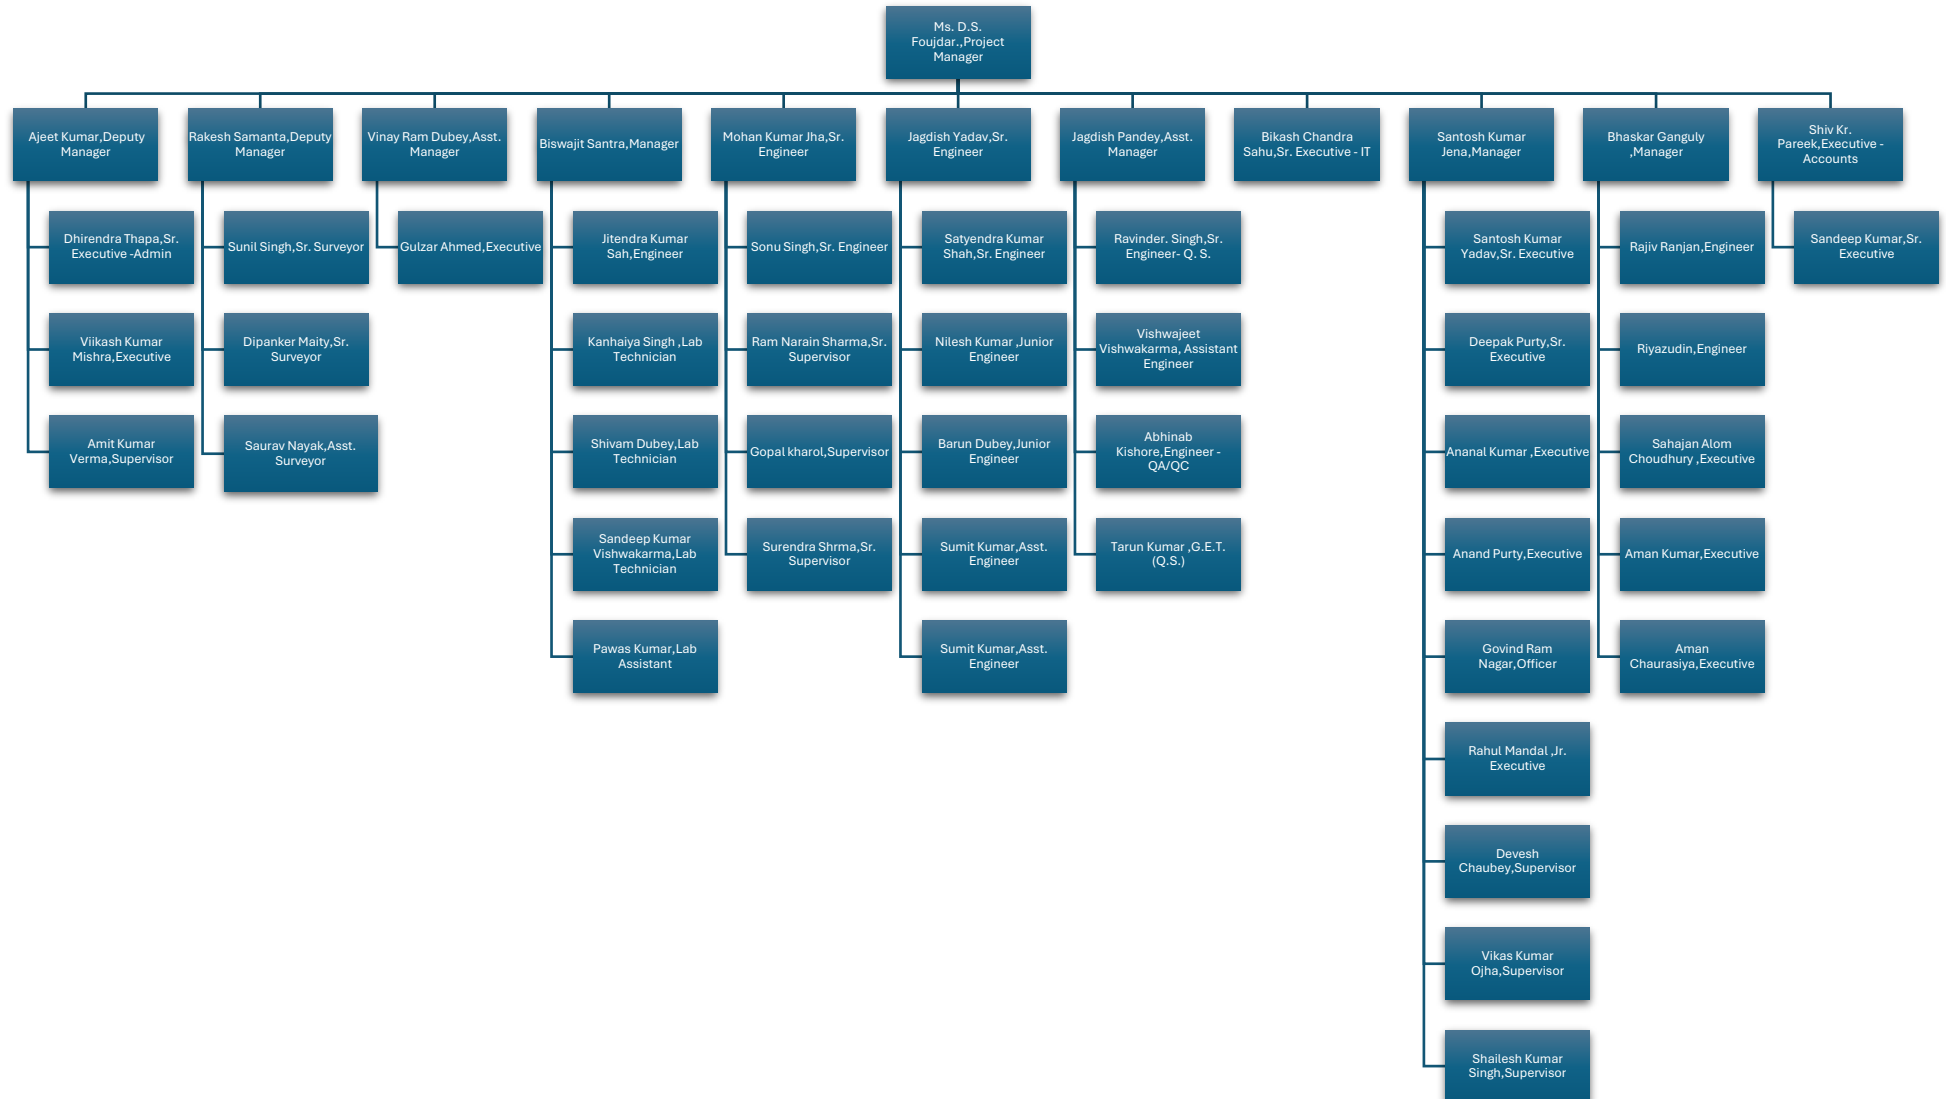 Ms. D.S.
Foujdar.,Project
Manager
Ajeet Kumar,Deputy
Manager
Rakesh Samanta,Deputy
Manager
Vinay Ram Dubey,Asst.
Manager
Biswajit Santra,Manager
Mohan Kumar Jha,Sr.
Engineer
Jagdish Yadav,Sr.
Engineer
Jagdish Pandey,Asst.
Manager
Bikash Chandra
Sahu,Sr. Executive - IT
Santosh Kumar
Jena,Manager
Bhaskar Ganguly
,Manager
Shiv Kr.
Pareek,Executive -
Accounts
Dhirendra Thapa,Sr.
Executive -Admin
Viikash Kumar
Mishra,Executive
Amit Kumar
Verma,Supervisor
Sunil Singh,Sr. Surveyor
Dipanker Maity,Sr.
Surveyor
Saurav Nayak,Asst.
Surveyor
Gulzar Ahmed,Executive
Jitendra Kumar
Sah,Engineer
Kanhaiya Singh ,Lab
Technician
Shivam Dubey,Lab
Technician
Sandeep Kumar
Vishwakarma,Lab
Technician
Pawas Kumar,Lab
Assistant
Sonu Singh,Sr. Engineer
Ram Narain Sharma,Sr.
Supervisor
Gopal kharol,Supervisor
Surendra Shrma,Sr.
Supervisor
Satyendra Kumar
Shah,Sr. Engineer
Nilesh Kumar ,Junior
Engineer
Barun Dubey,Junior
Engineer
Sumit Kumar,Asst.
Engineer
Sumit Kumar,Asst.
Engineer
Ravinder. Singh,Sr.
Engineer- Q. S.
Vishwajeet
Vishwakarma, Assistant
Engineer
Abhinab
Kishore,Engineer -
QA/QC
Tarun Kumar ,G.E.T.
(Q.S.)
Santosh Kumar
Yadav,Sr. Executive
Deepak Purty,Sr.
Executive
Ananal Kumar ,Executive
Anand Purty,Executive
Govind Ram
Nagar,Officer
Rahul Mandal ,Jr.
Executive
Devesh
Chaubey,Supervisor
Vikas Kumar
Ojha,Supervisor
Shailesh Kumar
Singh,Supervisor
Rajiv Ranjan,Engineer
Riyazudin,Engineer
Sahajan Alom
Choudhury ,Executive
Aman Kumar,Executive
Aman
Chaurasiya,Executive
Sandeep Kumar,Sr.
Executive